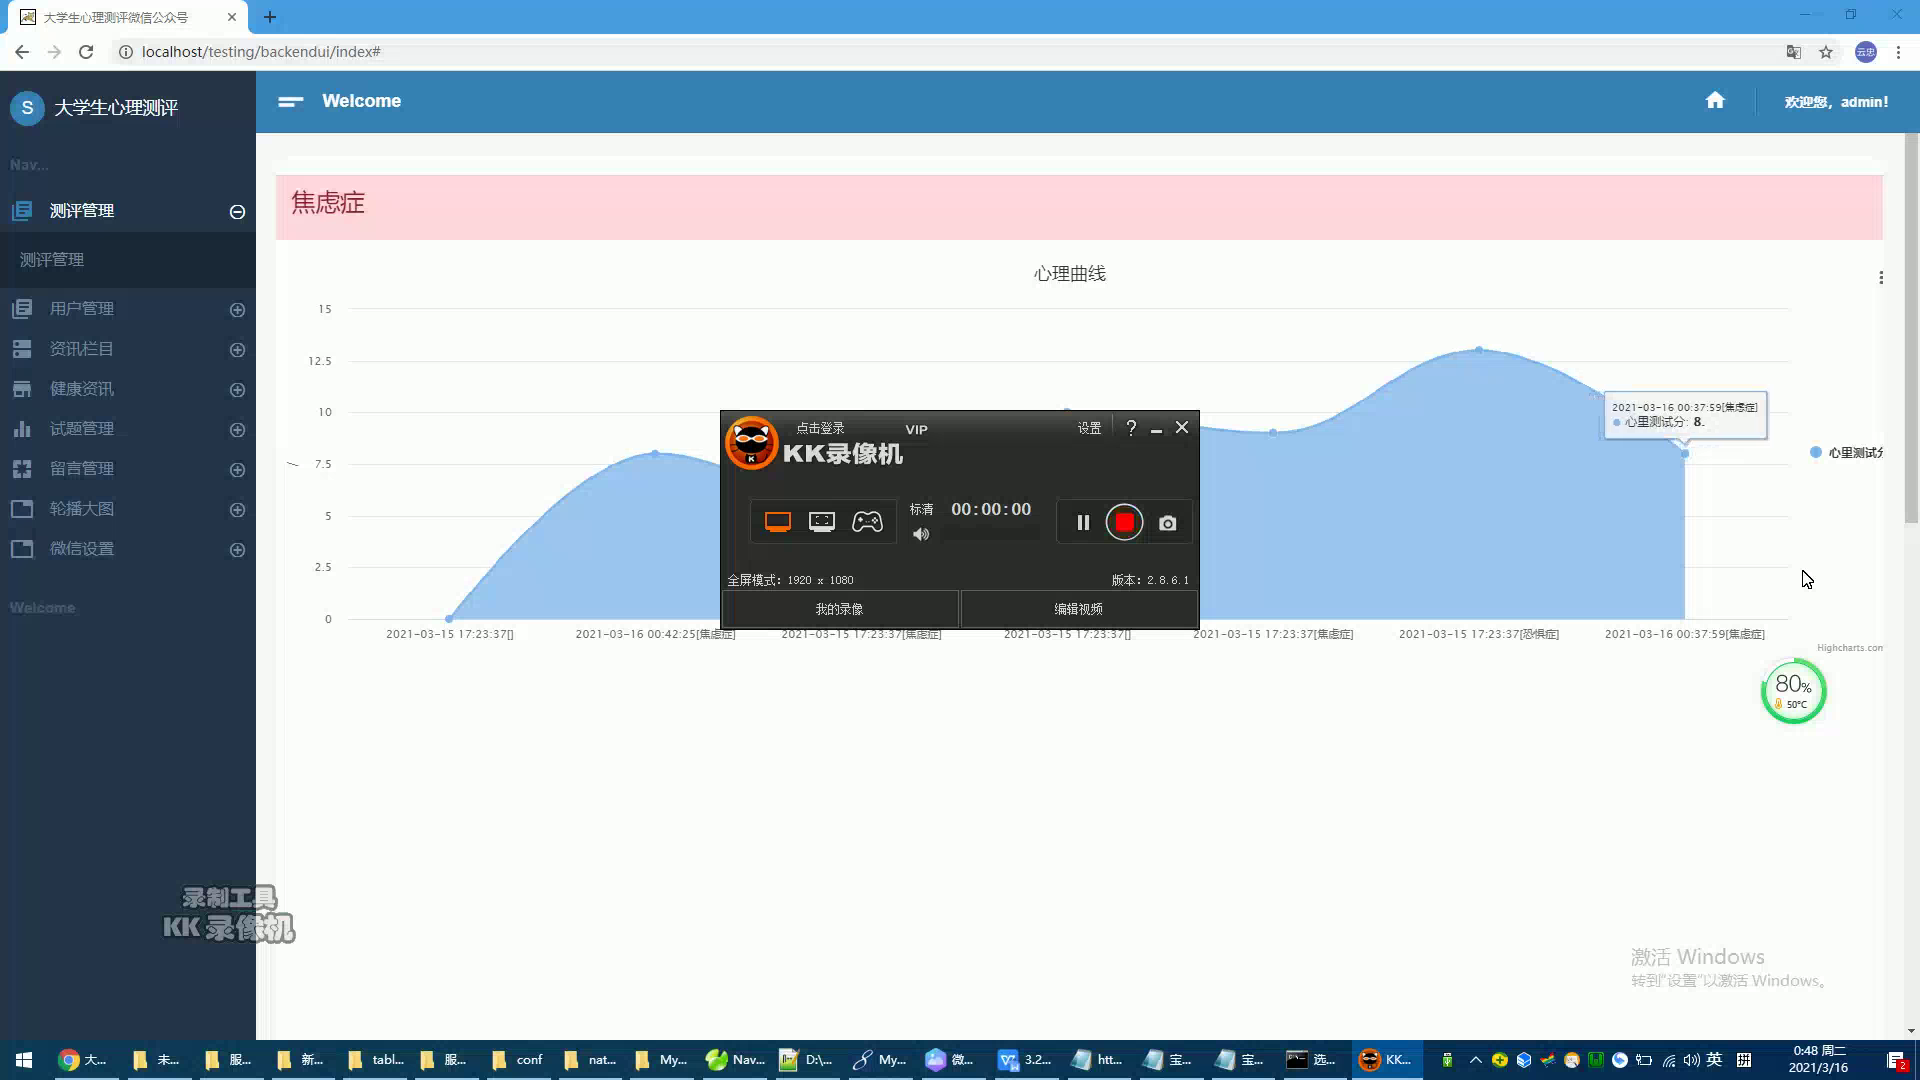 大学生心理测评微信公众号
localhost/testing/backendui/index#
云忠
S 大学生心理测评
Welcome
欢迎您，admin！
Nav...
测评管理
测评管理
用户管理
资讯栏目
健康资讯
试题管理
留言管理
轮播大图
微信设置
Welcome
焦虑症
心理曲线
15
12.5
10
7.5
5
2.5
0
2021-03-16 00:37:59[焦虑症]
心里测试分: 8.
心里测试分
2021-03-15 17:23:37[]
2021-03-16 00:42:25[焦虑症]
2021-03-15 17:23:37[焦虑症]
2021-03-15 17:23:37[]
2021-03-15 17:23:37[焦虑症]
2021-03-15 17:23:37[恐惧症]
2021-03-16 00:37:59[焦虑症]
Highcharts.com
点击登录
VIP
设置
KK录像机
标清
00:00:00
全屏模式: 1920 x 1080
版本: 2.8.6.1
我的录像
编辑视频
80%
50°C
录制工具
KK 录像机
激活 Windows
转到"设置"以激活 Windows。
大...
未...
服...
新...
tabl...
服...
conf
nat...
My...
Nav...
D:\...
My...
微...
3.2...
htt...
宝...
宝...
选...
KK...
英
拼
0:48 周二
2021/3/16
2